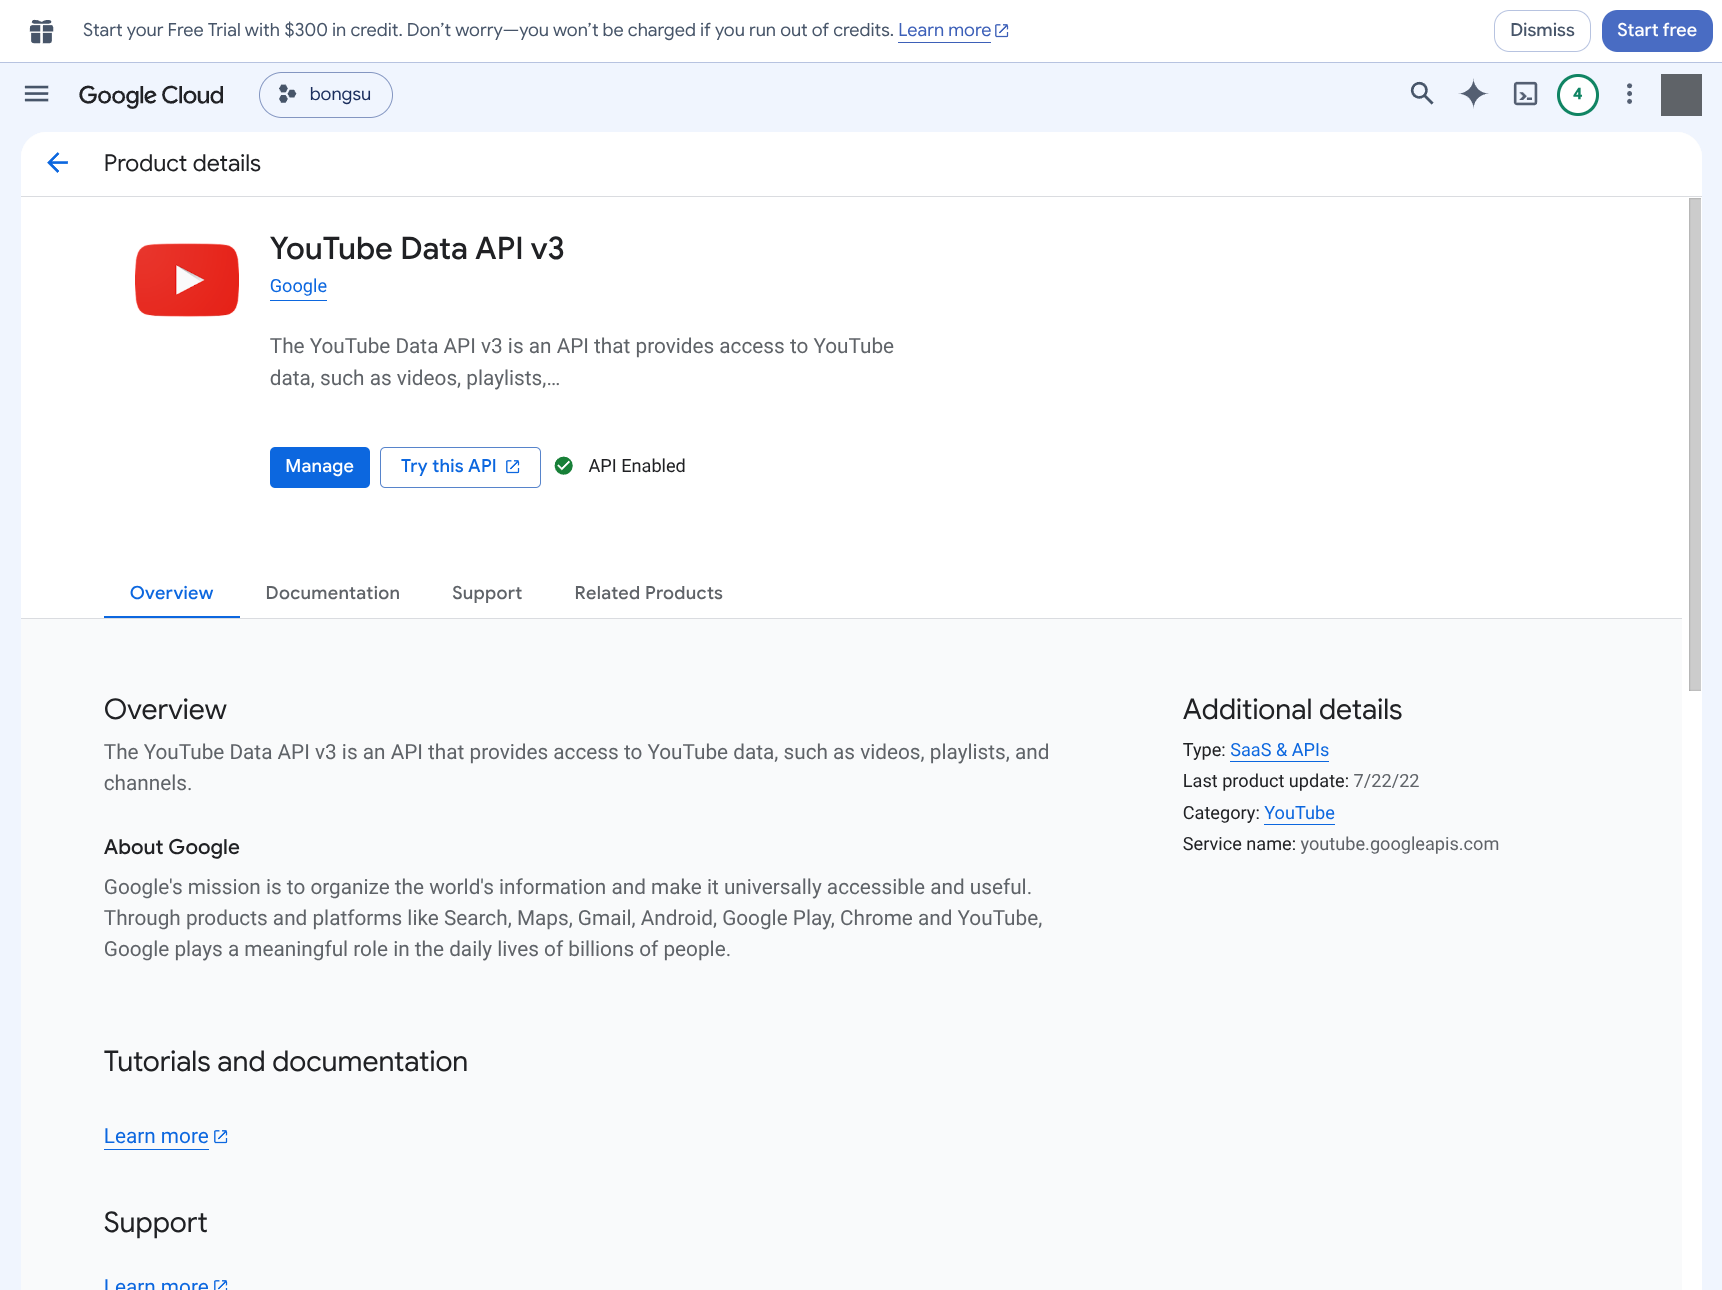 Start your Free Trial with $300 in credit. Don’t worry—you won’t be charged if you run out of credits. Learn more
Dismiss
Start free
Google Cloud
bongsu
4
Product details
YouTube Data API v3
Google
The YouTube Data API v3 is an API that provides access to YouTube
data, such as videos, playlists,...
Manage
Try this API
API Enabled
Overview
Documentation
Support
Related Products
Overview
The YouTube Data API v3 is an API that provides access to YouTube data, such as videos, playlists, and
channels.
About Google
Google's mission is to organize the world's information and make it universally accessible and useful.
Through products and platforms like Search, Maps, Gmail, Android, Google Play, Chrome and YouTube,
Google plays a meaningful role in the daily lives of billions of people.
Additional details
Type: SaaS & APIs
Last product update: 7/22/22
Category: YouTube
Service name: youtube.googleapis.com
Tutorials and documentation
Learn more
Support
Learn more